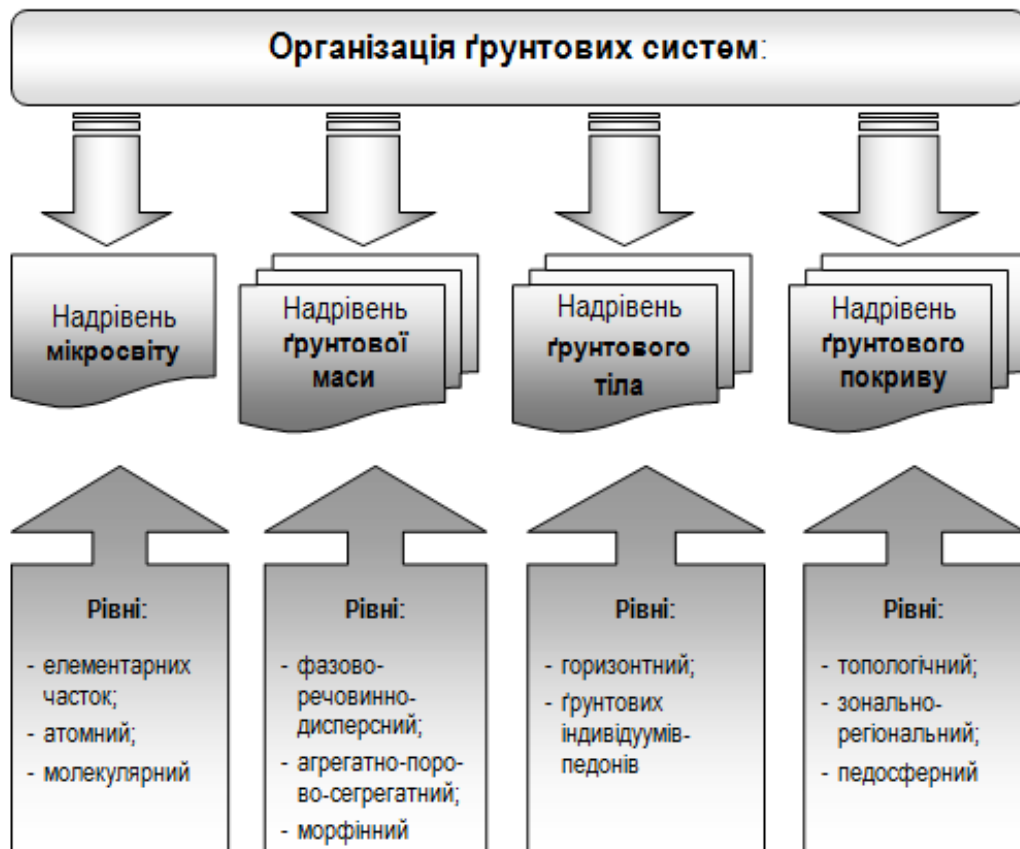 Організація ґрунтових систем:
Надрівень
мікросвіту
Надрівень
ґрунтової
маси
Надрівень
ґрунтового
тіла
Надрівень
ґрунтового
покриву
Рівні:
- елементарних
часток;
- атомний;
- молекулярний
Рівні:
- фазово-
речовинно-
дисперсний;
- агрегатно-поро-
во-сегрегатний;
- морфінний
Рівні:
- горизонтний;
- ґрунтових
індивідуумів-
педонів
Рівні:
- топологічний;
- зонально-
регіональний;
- педосферний